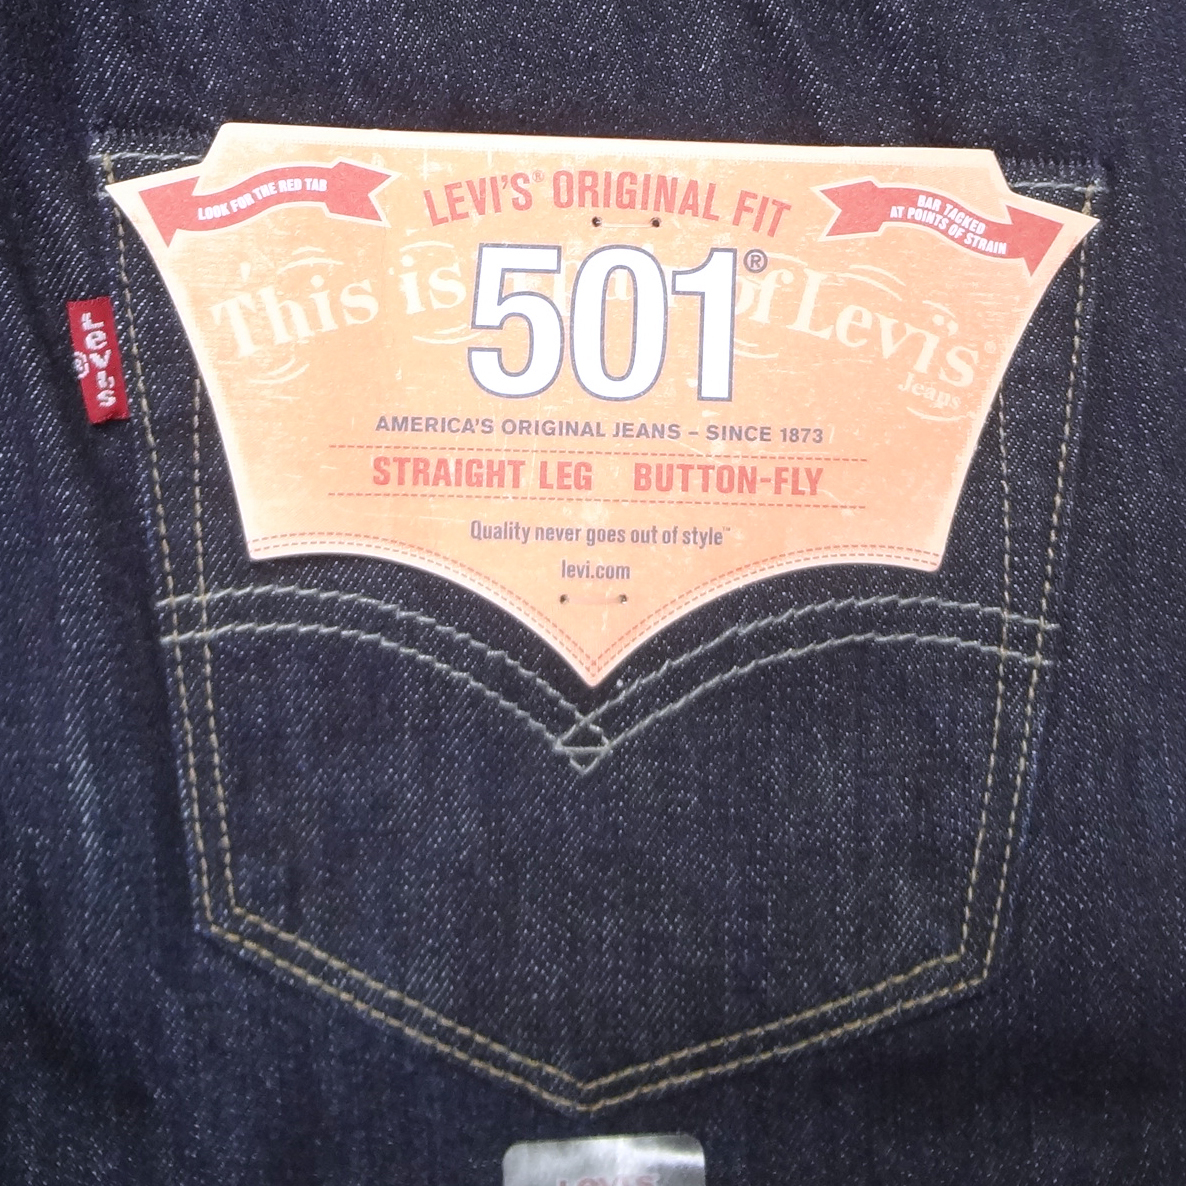 LOOK FOR THE RED TAB
LEVI'S® ORIGINAL FIT
BAR TACKED
AT POINTS OF STRAIN
This is a pair of Levi's®
Jeans
501®
AMERICA'S ORIGINAL JEANS – SINCE 1873
STRAIGHT LEG BUTTON-FLY
Quality never goes out of style™
levi.com
Levi's
®
LEVI'S